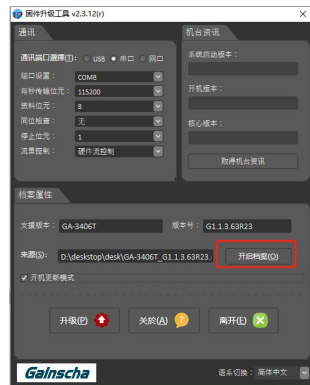 固件升级工具 v2.3.12(r)
通讯
机台资讯
通讯端口選擇(I): USB 串口 网口
端口设置： COM8
每秒传输位元： 115200
资料位元： 8
同位检查： 无
停止位元： 1
流量控制： 硬件流控制
系统启动版本：
开机版本：
核心版本：
取得机台资讯
档案属性
支援版本： GA-3406T
版本号： G1.1.3.63R23
来源(S): D:\deskstop\desk\GA-3406T_G1.1.3.63R23.
开启档案(O)
开机更新模式
升级(P)
关於(A)
离开(E)
Gainscha
语系切换： 简体中文